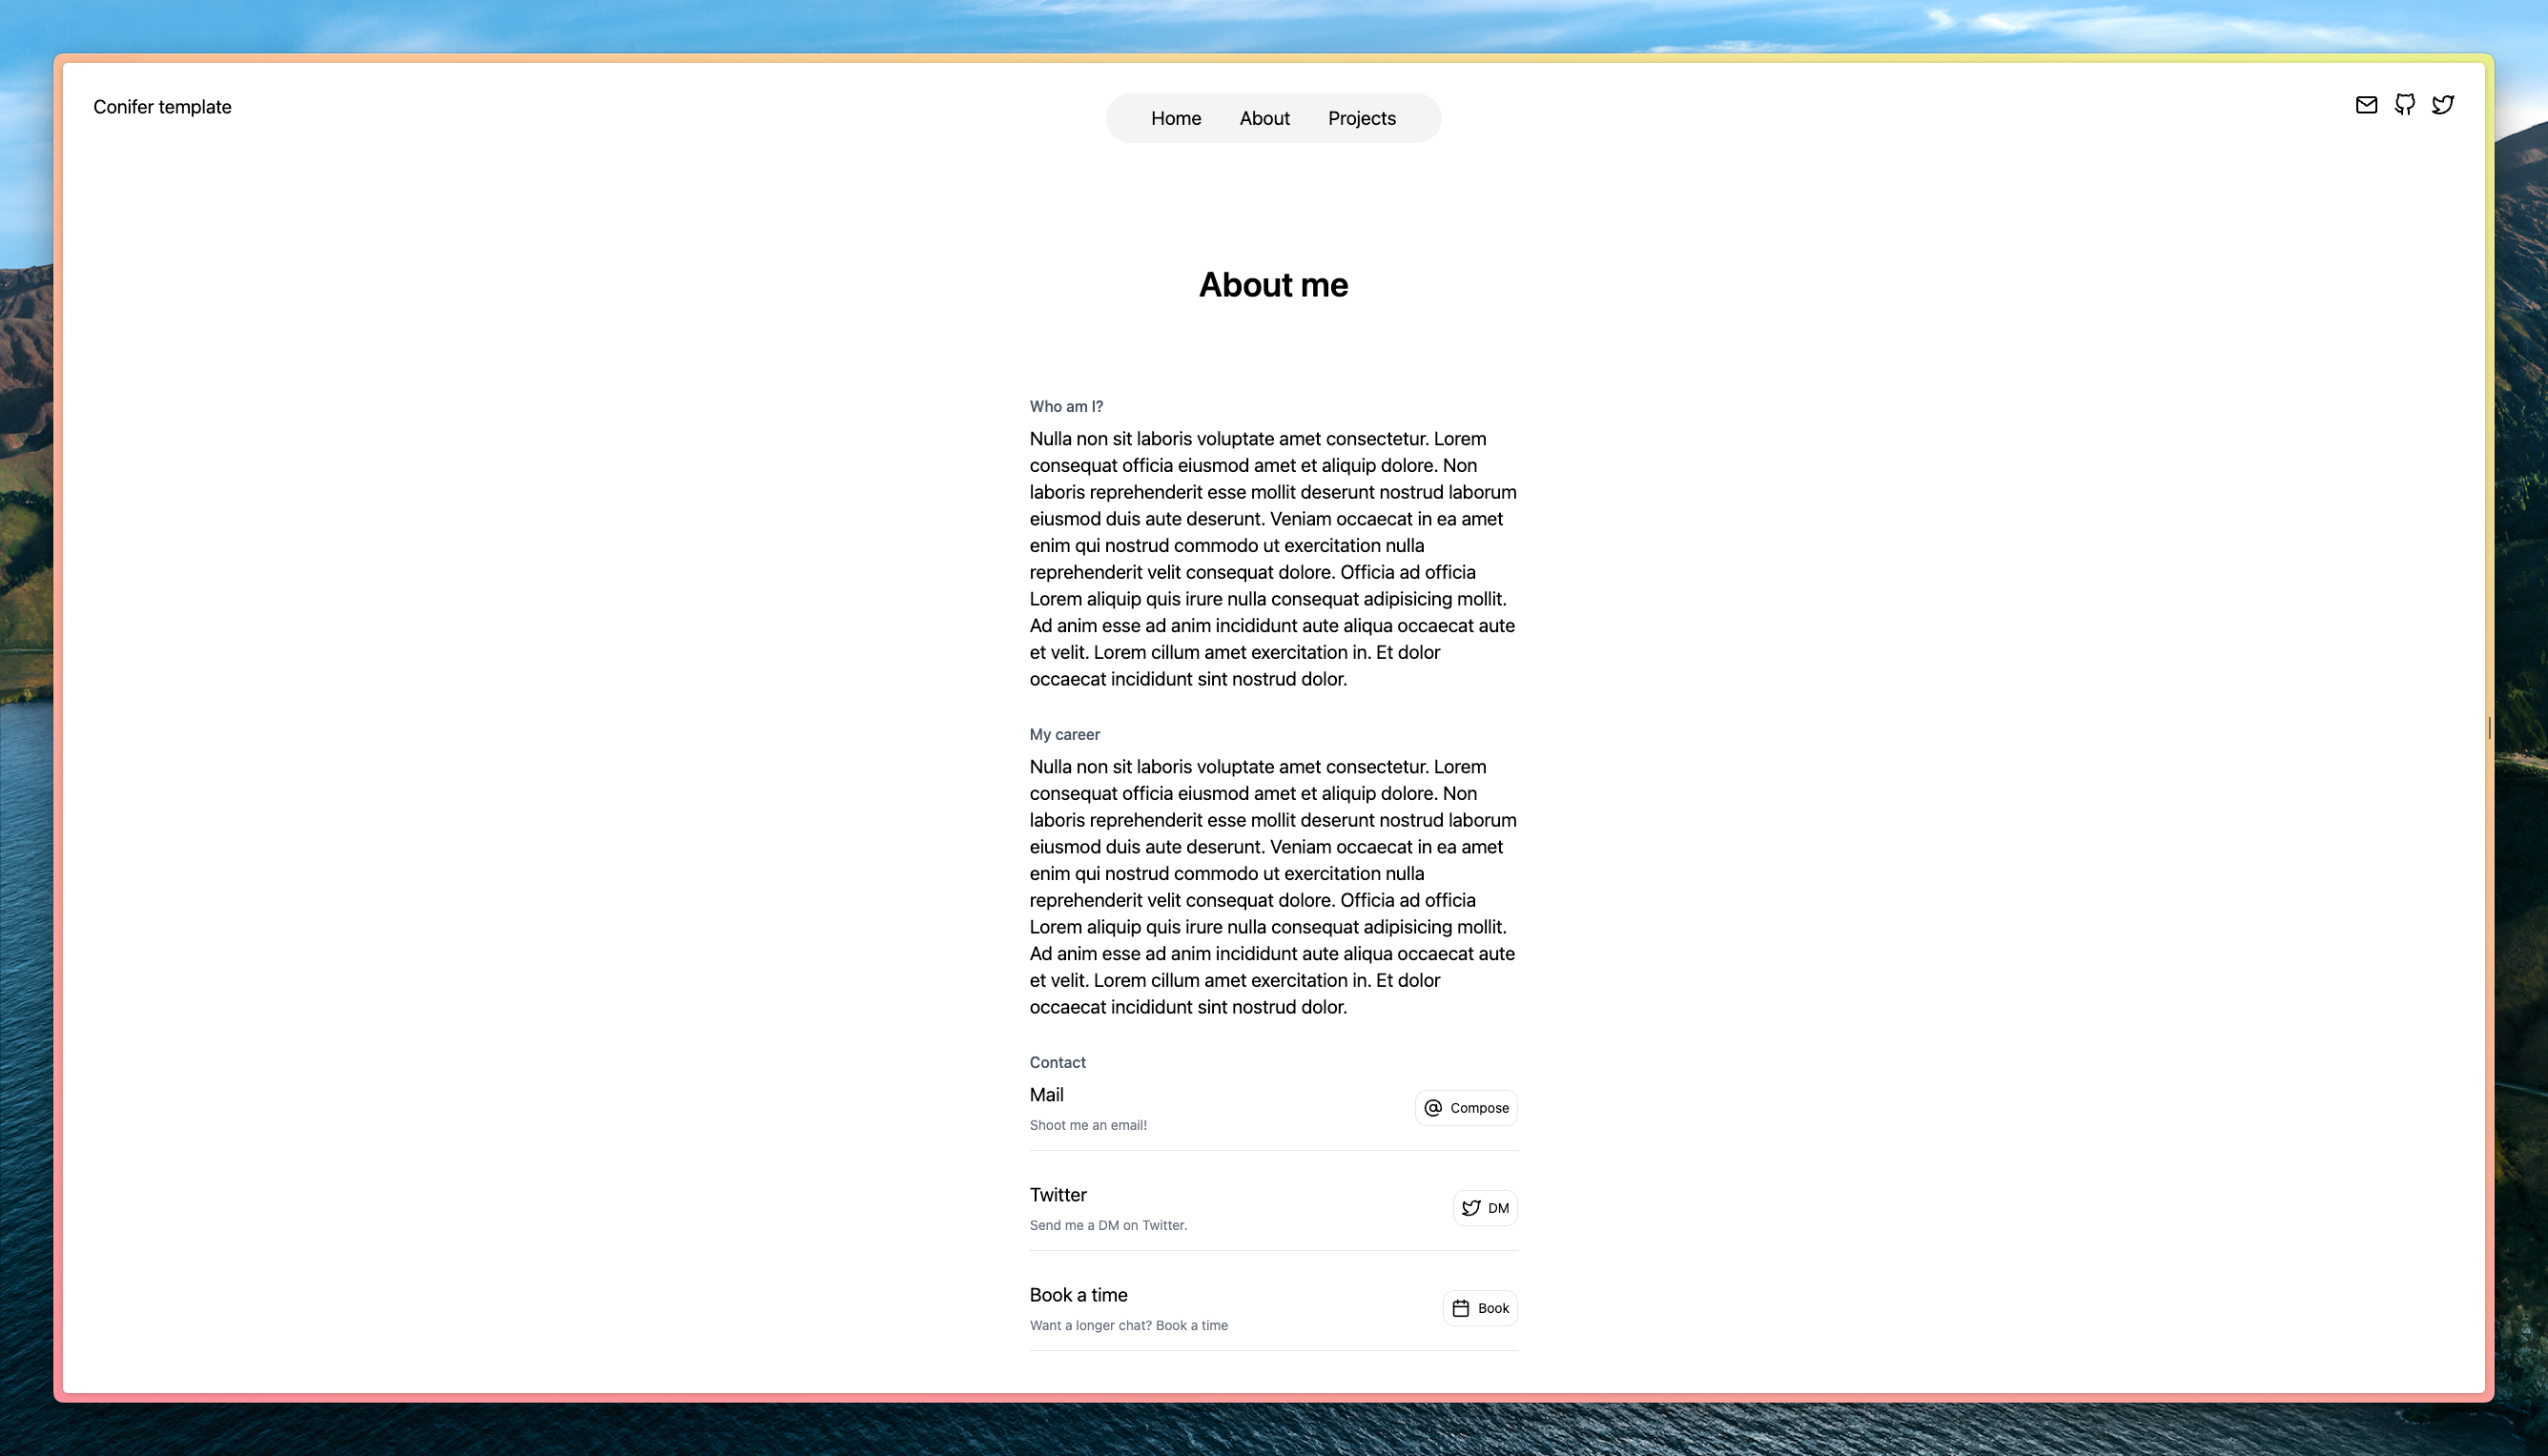 Conifer template
Home
About
Projects
About me
Who am I?
Nulla non sit laboris voluptate amet consectetur. Lorem
consequat officia eiusmod amet et aliquip dolore. Non
laboris reprehenderit esse mollit deserunt nostrud laborum
eiusmod duis aute deserunt. Veniam occaecat in ea amet
enim qui nostrud commodo ut exercitation nulla
reprehenderit velit consequat dolore. Officia ad officia
Lorem aliquip quis irure nulla consequat adipisicing mollit.
Ad anim esse ad anim incididunt aute aliqua occaecat aute
et velit. Lorem cillum amet exercitation in. Et dolor
occaecat incididunt sint nostrud dolor.
My career
Nulla non sit laboris voluptate amet consectetur. Lorem
consequat officia eiusmod amet et aliquip dolore. Non
laboris reprehenderit esse mollit deserunt nostrud laborum
eiusmod duis aute deserunt. Veniam occaecat in ea amet
enim qui nostrud commodo ut exercitation nulla
reprehenderit velit consequat dolore. Officia ad officia
Lorem aliquip quis irure nulla consequat adipisicing mollit.
Ad anim esse ad anim incididunt aute aliqua occaecat aute
et velit. Lorem cillum amet exercitation in. Et dolor
occaecat incididunt sint nostrud dolor.
Contact
Mail
Shoot me an email!
Compose
Twitter
Send me a DM on Twitter.
DM
Book a time
Want a longer chat? Book a time
Book